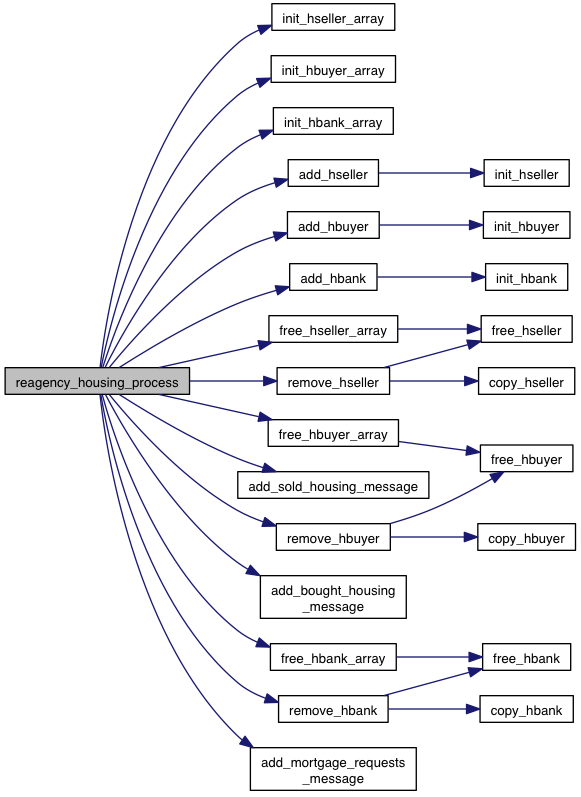 init_hseller_array
init_hbuyer_array
init_hbank_array
add_hseller
init_hseller
add_hbuyer
init_hbuyer
add_hbank
init_hbank
free_hseller_array
free_hseller
reagency_housing_process
remove_hseller
copy_hseller
free_hbuyer_array
free_hbuyer
add_sold_housing_message
remove_hbuyer
copy_hbuyer
add_bought_housing
_message
free_hbank_array
free_hbank
remove_hbank
copy_hbank
add_mortgage_requests
_message